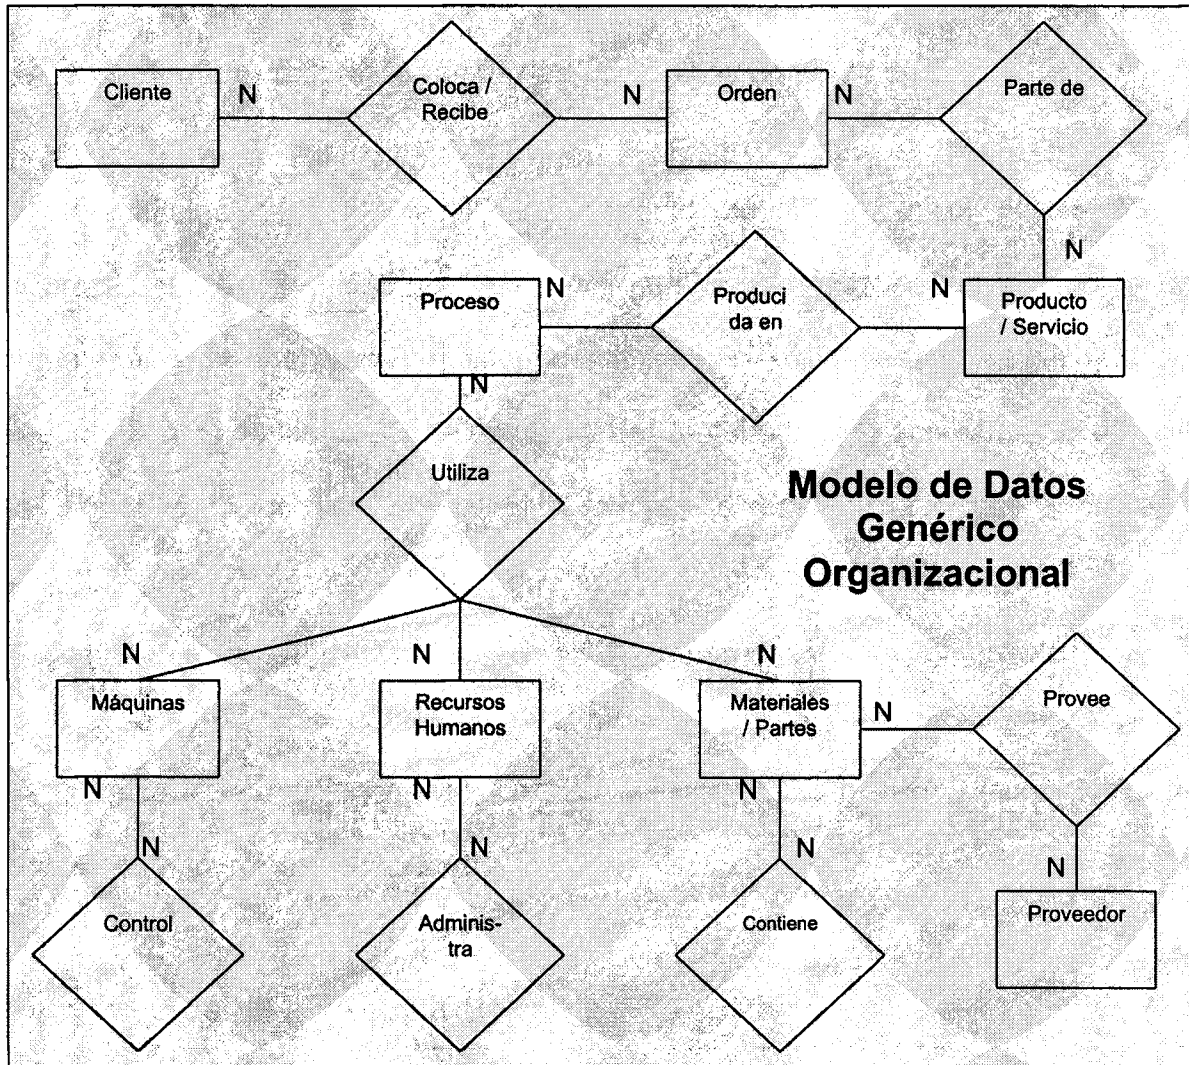 Cliente
N
Coloca /
Recibe
N
Orden
N
Parte de
N
Proceso
N
Produci
da en
N
Producto
/ Servicio
N
Utiliza
Modelo de Datos
Genérico
Organizacional
N
N
N
Máquinas
Recursos
Humanos
Materiales
/ Partes
N
Provee
N
N
N
N
N
N
N
Proveedor
Control
Adminis-
tra
Contiene